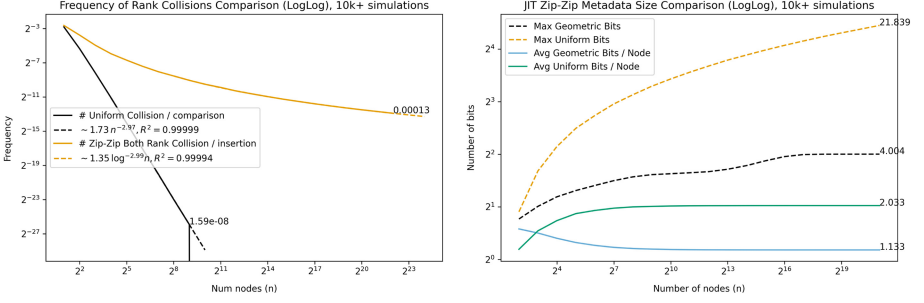 Frequency of Rank Collisions Comparison (LogLog), 10k+ simulations
2^-3
2^-7
2^-11
2^-15
2^-19
2^-23
2^-27
Frequency
0.00013
# Uniform Collision / comparison
~ 1.73 n^-2.97, R^2 = 0.99999
# Zip-Zip Both Rank Collision / insertion
~ 1.35 log^-2.99 n, R^2 = 0.99994
1.59e-08
2^2
2^5
2^8
2^11
2^14
2^17
2^20
2^23
Num nodes (n)
JIT Zip-Zip Metadata Size Comparison (LogLog), 10k+ simulations
2^4
2^3
2^2
2^1
2^0
Number of bits
Max Geometric Bits
Max Uniform Bits
Avg Geometric Bits / Node
Avg Uniform Bits / Node
21.839
4.004
2.033
1.133
2^4
2^7
2^10
2^13
2^16
2^19
Number of nodes (n)